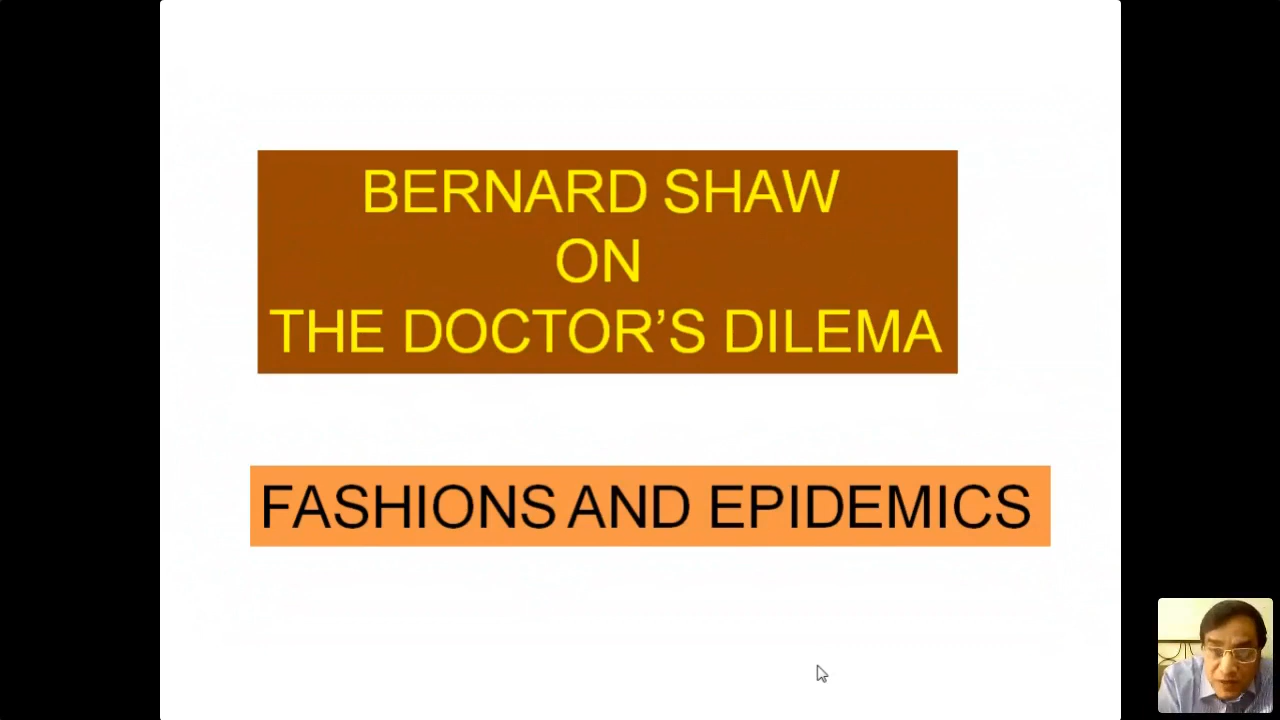 BERNARD SHAW
ON
THE DOCTOR’S DILEMA
FASHIONS AND EPIDEMICS